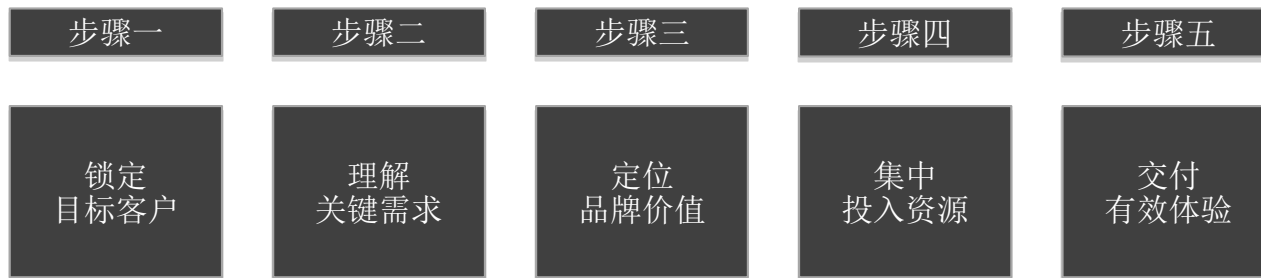 步骤一
步骤二
步骤三
步骤四
步骤五
锁定
目标客户
理解
关键需求
定位
品牌价值
集中
投入资源
交付
有效体验